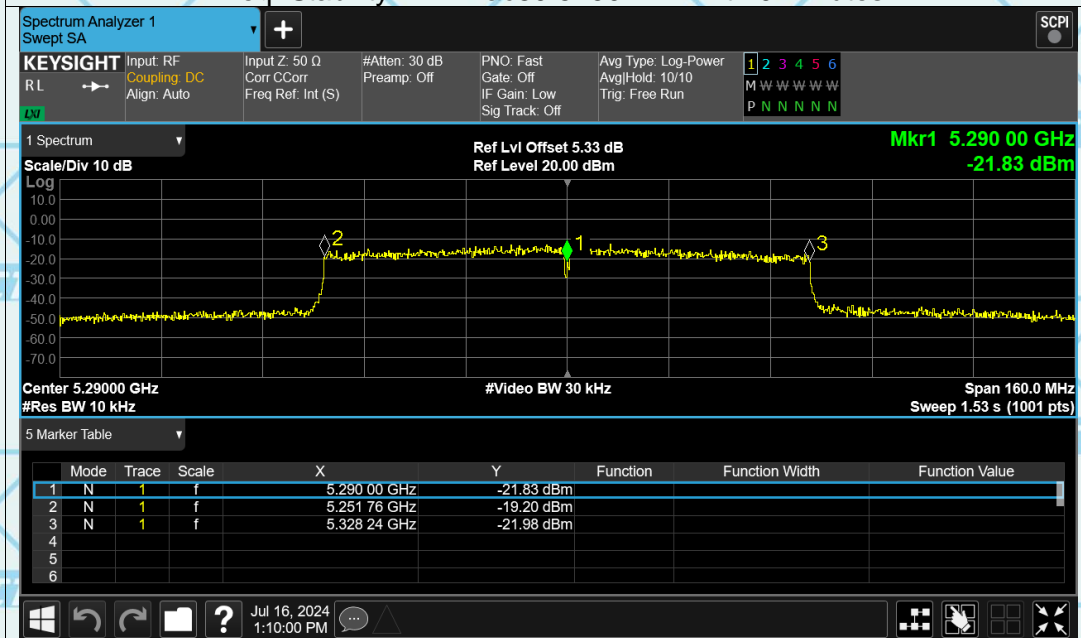 Spectrum Analyzer 1
Swept SA
+
SCPI
KEYSIGHT
RL
LXI
Input: RF
Coupling: DC
Align: Auto
Input Z: 50 Ω
Corr CCorr
Freq Ref: Int (S)
#Atten: 30 dB
Preamp: Off
PNO: Fast
Gate: Off
IF Gain: Low
Sig Track: Off
Avg Type: Log-Power
Avg|Hold: 10/10
Trig: Free Run
1 2 3 4 5 6
M W W W W W
P N N N N N
1 Spectrum
Scale/Div 10 dB
Ref Lvl Offset 5.33 dB
Ref Level 20.00 dBm
Mkr1 5.290 00 GHz
-21.83 dBm
Log
10.0
0.00
-10.0
-20.0
-30.0
-40.0
-50.0
-60.0
-70.0
2
1
3
Center 5.29000 GHz
#Video BW 30 kHz
Span 160.0 MHz
#Res BW 10 kHz
Sweep 1.53 s (1001 pts)
5 Marker Table
Mode Trace Scale X Y Function Function Width Function Value
1 N 1 f 5.290 00 GHz -21.83 dBm
2 N 1 f 5.251 76 GHz -19.20 dBm
3 N 1 f 5.328 24 GHz -21.98 dBm
4
5
6
?
Jul 16, 2024
1:10:00 PM